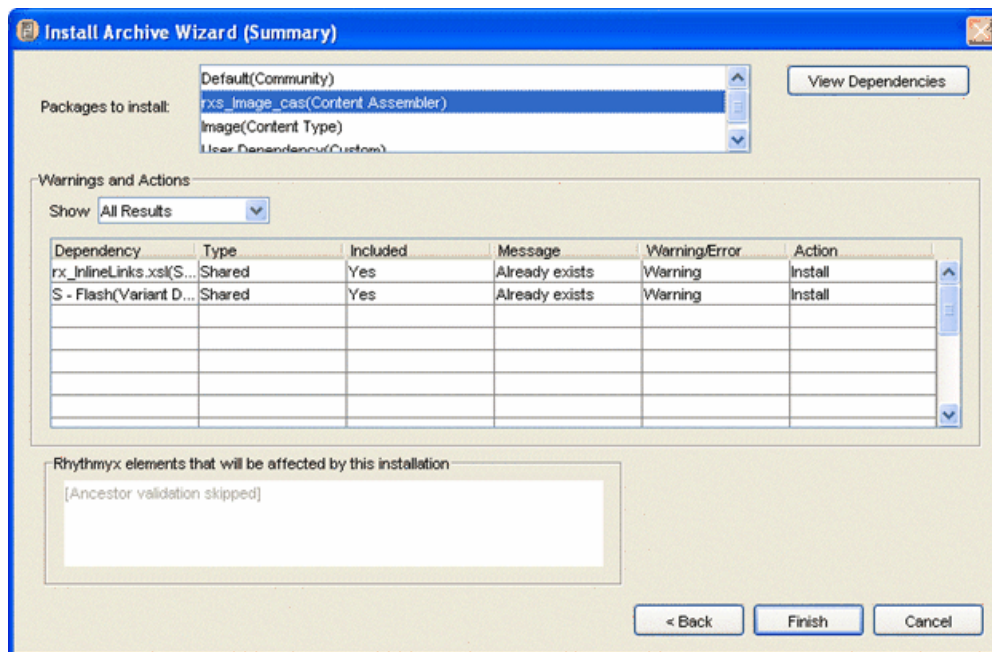 Install Archive Wizard (Summary)
Packages to install:
Default(Community)
rxs_Image_cas(Content Assembler)
Image(Content Type)
User Dependency(Custom)
View Dependencies
Warnings and Actions
Show All Results
Dependency Type Included Message Warning/Error Action
rx_InlineLinks.xsl(S... Shared Yes Already exists Warning Install
S - Flash(Variant D... Shared Yes Already exists Warning Install
Rhythmyx elements that will be affected by this installation
[Ancestor validation skipped]
< Back Finish Cancel